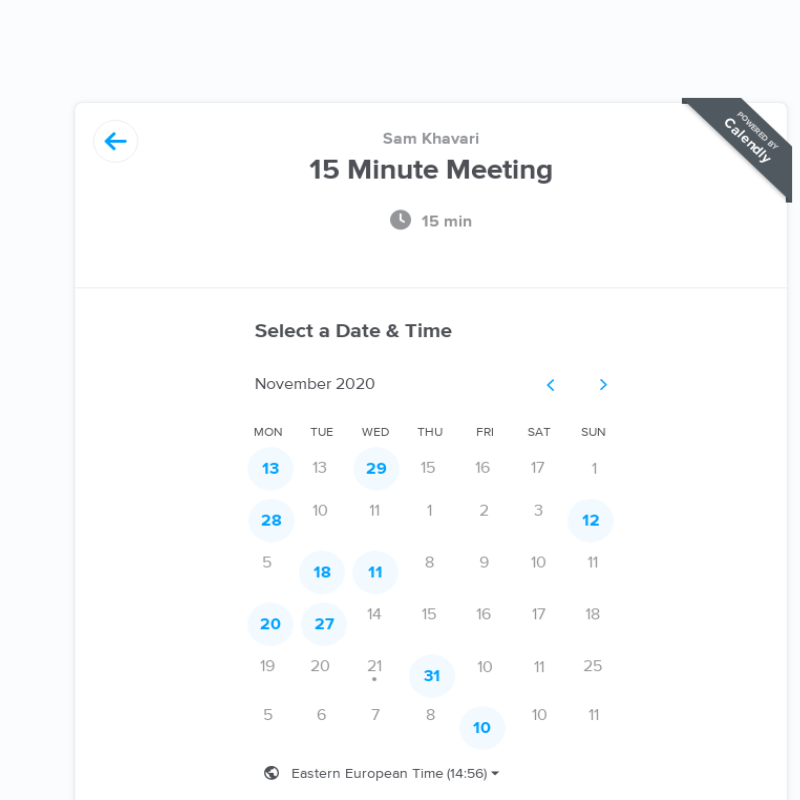 POWERED BY
Calendly
Sam Khavari
15 Minute Meeting
15 min
Select a Date & Time
November 2020
MON TUE WED THU FRI SAT SUN
13 13 29 15 16 17 1
28 10 11 1 2 3 12
5 18 11 8 9 10 11
20 27 14 15 16 17 18
19 20 21 31 10 11 25
5 6 7 8 10 10 11
Eastern European Time (14:56)